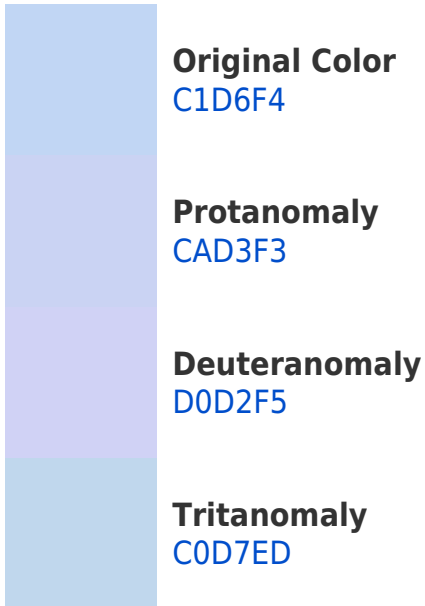 Original Color
C1D6F4
Protanomaly
CAD3F3
Deuteranomaly
D0D2F5
Tritanomaly
C0D7ED